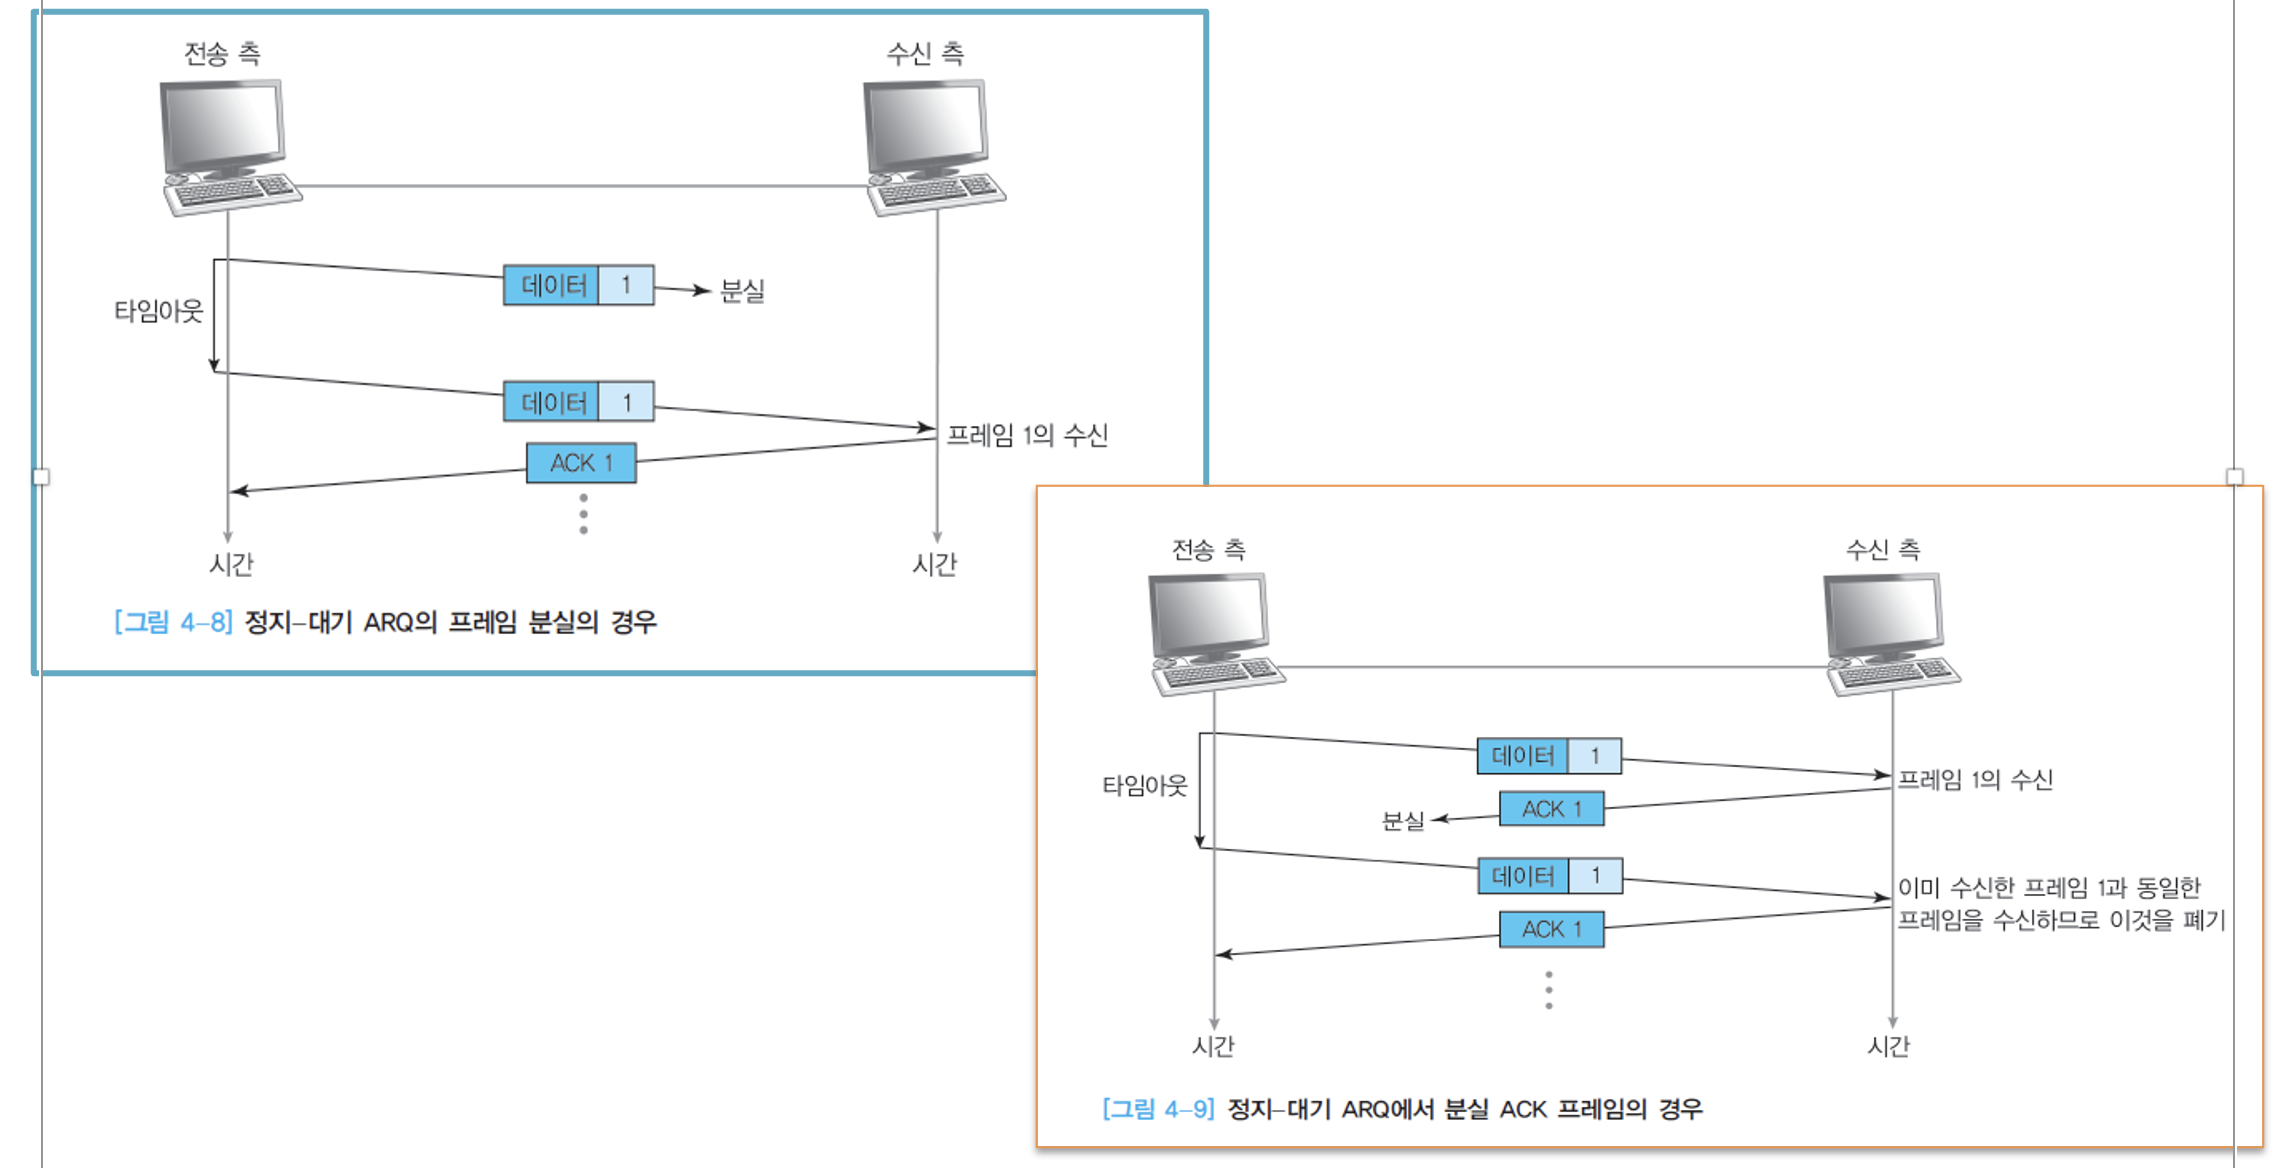 전송 측
수신 측
데이터 1
분실
타임아웃
데이터 1
프레임 1의 수신
ACK 1
시간
시간
[그림 4-8] 정지-대기 ARQ의 프레임 분실의 경우
전송 측
수신 측
데이터 1
타임아웃
프레임 1의 수신
ACK 1
분실
데이터 1
이미 수신한 프레임 1과 동일한
프레임을 수신하므로 이것을 폐기
ACK 1
시간
시간
[그림 4-9] 정지-대기 ARQ에서 분실 ACK 프레임의 경우